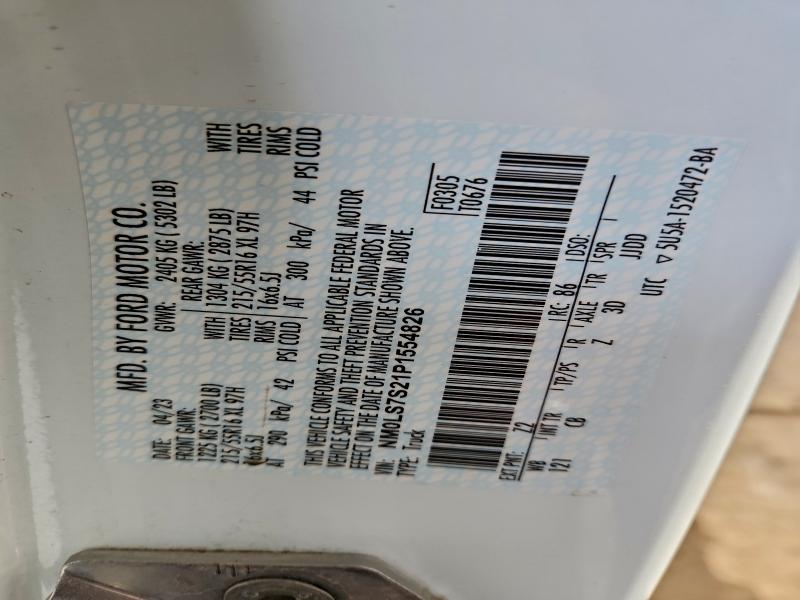 MFD. BY FORD MOTOR CO.
DATE: 04/23 GVWR: 2405 KG ( 5302 LB)
FRONT GAWR: REAR GAWR: WITH
1225 KG ( 2700 LB) WITH 1304 KG ( 2875 LB) TIRES
215/55R16 XL 97H TIRES 215/55R16 XL 97H RIMS
16x6.5J RIMS 16x6.5J
AT 290 kPa/ 42 PSI COLD AT 300 kPa/ 44 PSI COLD
THIS VEHICLE CONFORMS TO ALL APPLICABLE FEDERAL MOTOR
VEHICLE SAFETY AND THEFT PREVENTION STANDARDS IN
EFFECT ON THE DATE OF MANUFACTURE SHOWN ABOVE.
VIN: NM0LS7S21P1554826 F0305
TYPE: Truck T0676
EXT PNT: Z2 RC: 86 DSO:
WB INT TR TP/PS R AXLE TR SPR
121 CB Z 3D JJDD
UTC ▽ 5U5A-1520472-BA